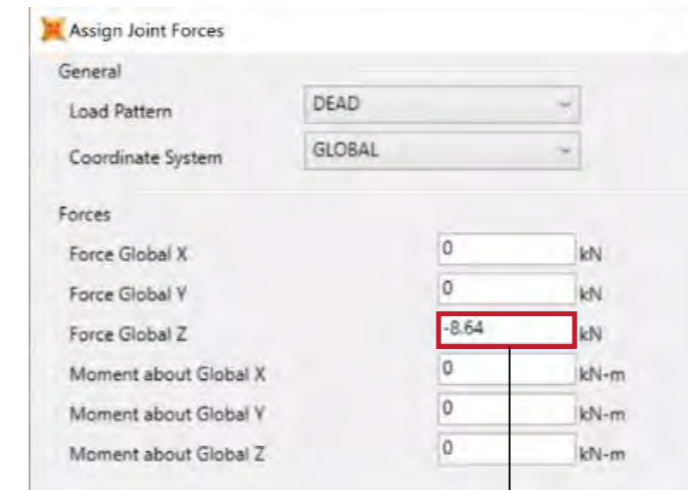 Assign Joint Forces
General
Load Pattern DEAD
Coordinate System GLOBAL
Forces
Force Global X 0 kN
Force Global Y 0 kN
Force Global Z -8.64 kN
Moment about Global X 0 kN-m
Moment about Global Y 0 kN-m
Moment about Global Z 0 kN-m